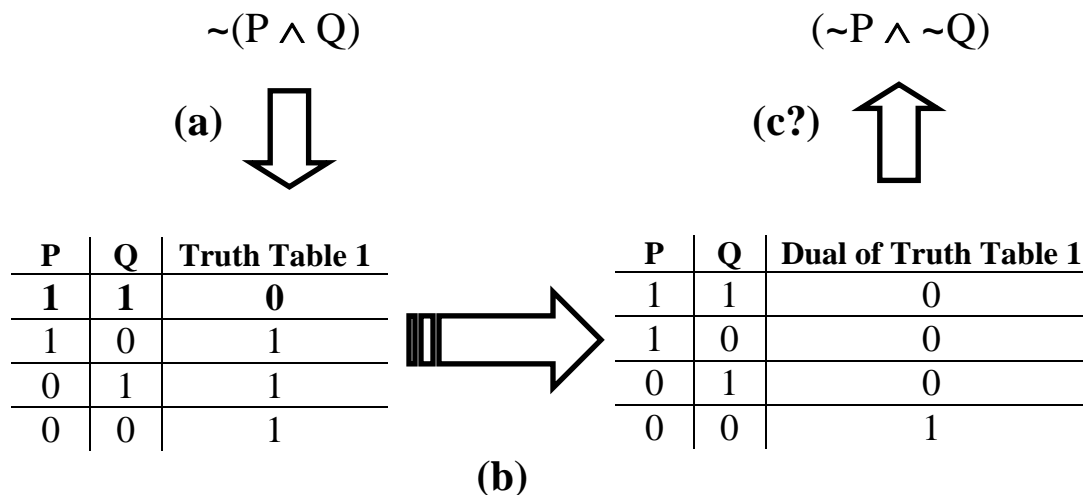 ~(P ∧ Q)
(~P ∧ ~Q)
(a)
(c?)
P Q Truth Table 1
1 1 0
1 0 1
0 1 1
0 0 1
P Q Dual of Truth Table 1
1 1 0
1 0 0
0 1 0
0 0 1
(b)